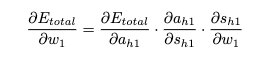 ∂E_total/∂w_1 = ∂E_total/∂a_h1 · ∂a_h1/∂s_h1 · ∂s_h1/∂w_1